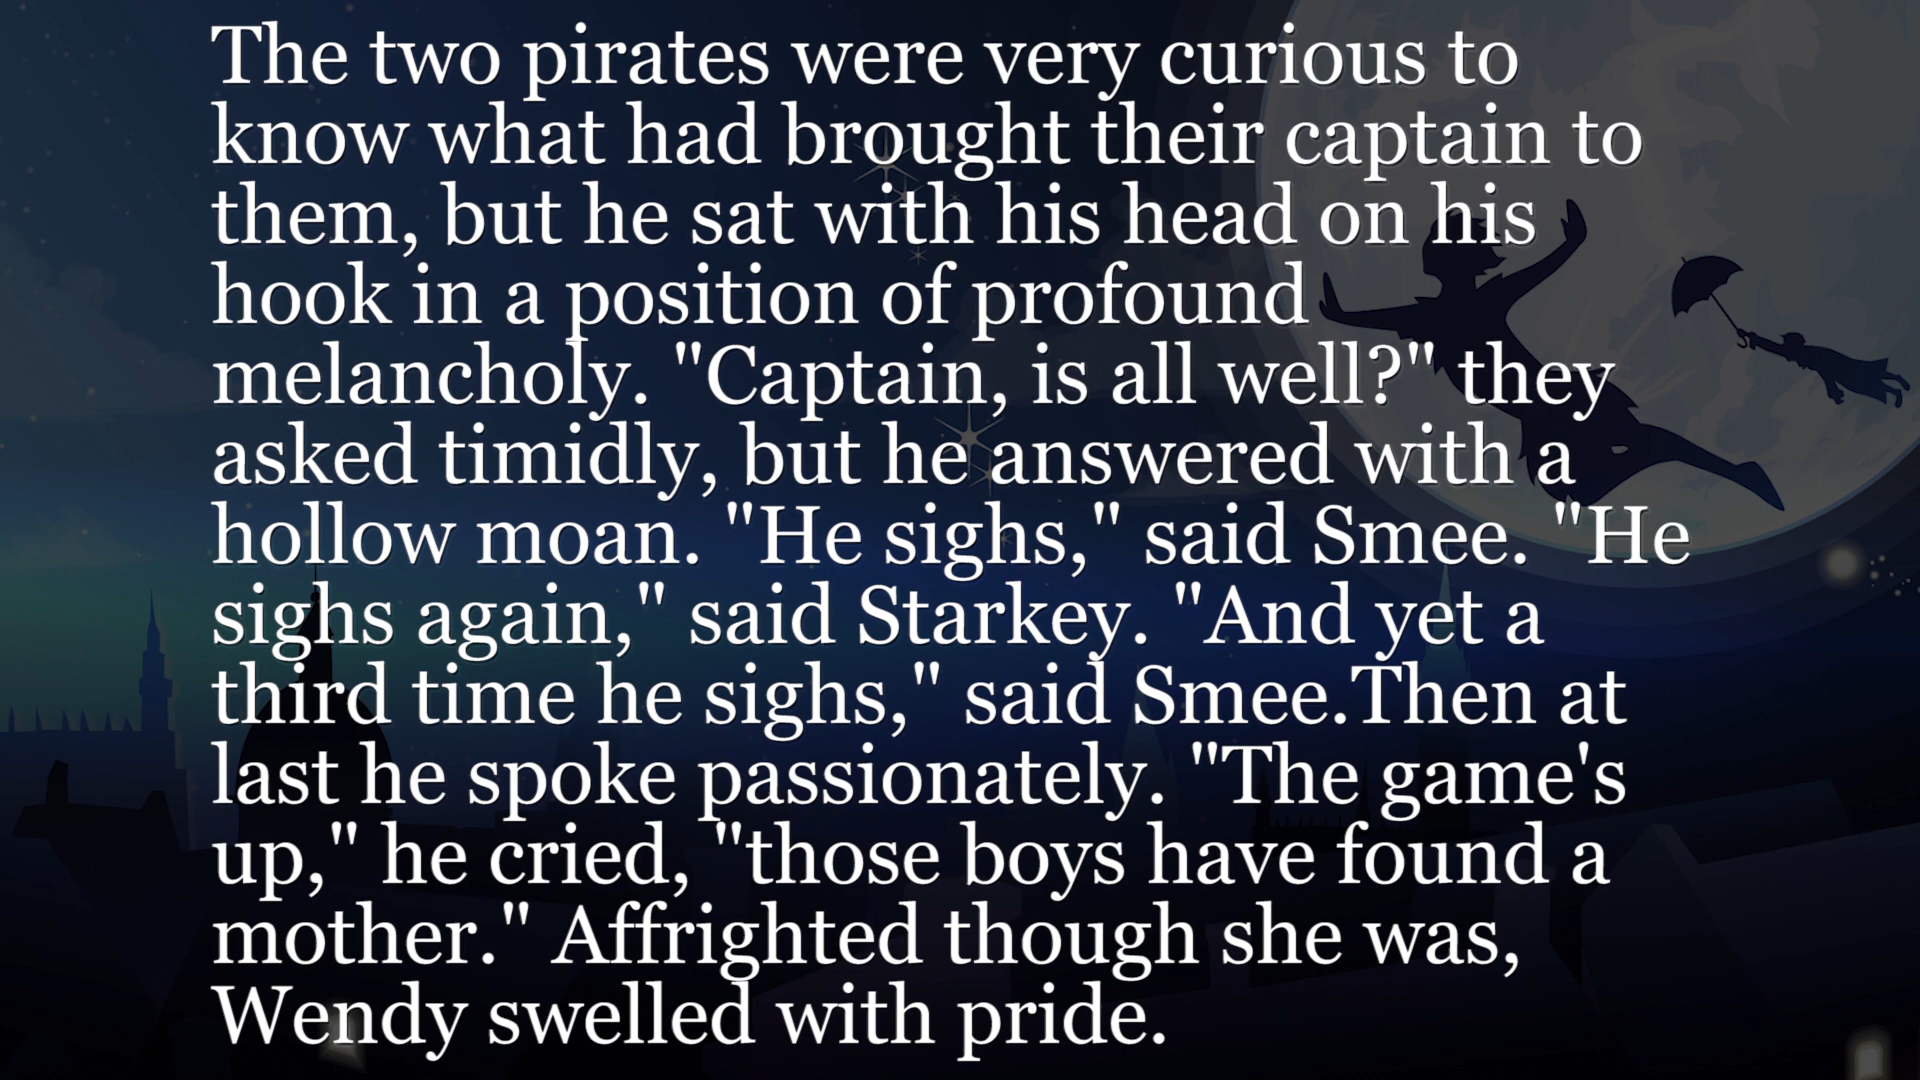 The two pirates were very curious to
know what had brought their captain to
them, but he sat with his head on his
hook in a position of profound
melancholy. "Captain, is all well?" they
asked timidly, but he answered with a
hollow moan. "He sighs," said Smee. "He
sighs again," said Starkey. "And yet a
third time he sighs," said Smee.Then at
last he spoke passionately. "The game's
up," he cried, "those boys have found a
mother." Affrighted though she was,
Wendy swelled with pride.